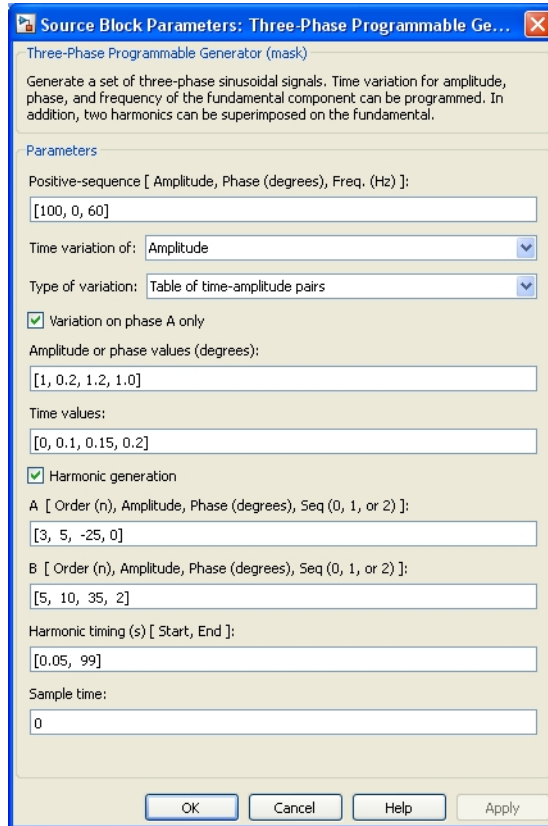 Source Block Parameters: Three-Phase Programmable Ge...
Three-Phase Programmable Generator (mask)
Generate a set of three-phase sinusoidal signals. Time variation for amplitude,
phase, and frequency of the fundamental component can be programmed. In
addition, two harmonics can be superimposed on the fundamental.
Parameters
Positive-sequence [ Amplitude, Phase (degrees), Freq. (Hz) ]:
[100, 0, 60]
Time variation of: Amplitude
Type of variation: Table of time-amplitude pairs
Variation on phase A only
Amplitude or phase values (degrees):
[1, 0.2, 1.2, 1.0]
Time values:
[0, 0.1, 0.15, 0.2]
Harmonic generation
A [ Order (n), Amplitude, Phase (degrees), Seq (0, 1, or 2) ]:
[3, 5, -25, 0]
B [ Order (n), Amplitude, Phase (degrees), Seq (0, 1, or 2) ]:
[5, 10, 35, 2]
Harmonic timing (s) [ Start, End ]:
[0.05, 99]
Sample time:
0
OK Cancel Help Apply